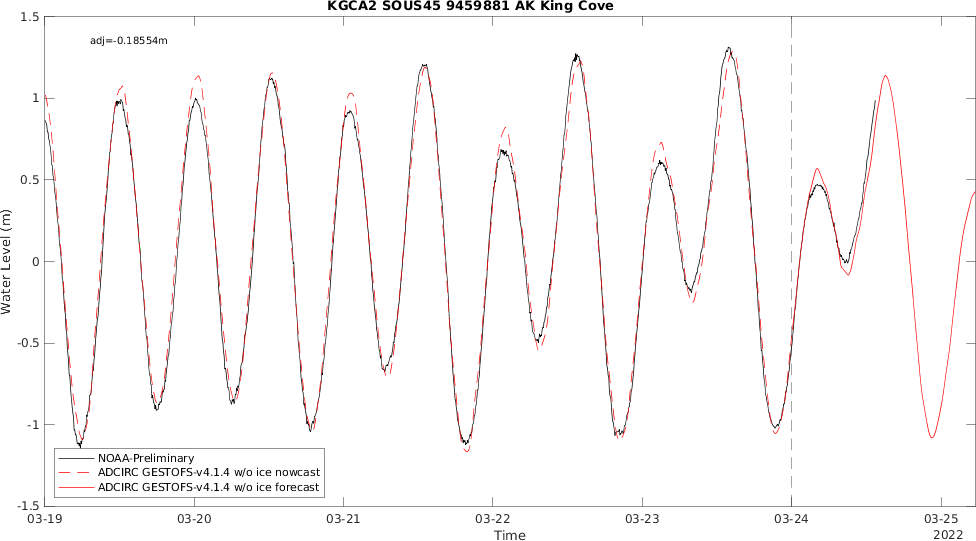 KGCA2 SOUS45 9459881 AK King Cove
adj=-0.18554m
1.5
1
0.5
0
-0.5
-1
-1.5
Water Level (m)
NOAA-Preliminary
ADCIRC GESTOFS-v4.1.4 w/o ice nowcast
ADCIRC GESTOFS-v4.1.4 w/o ice forecast
03-19 03-20 03-21 03-22 03-23 03-24 03-25
Time
2022